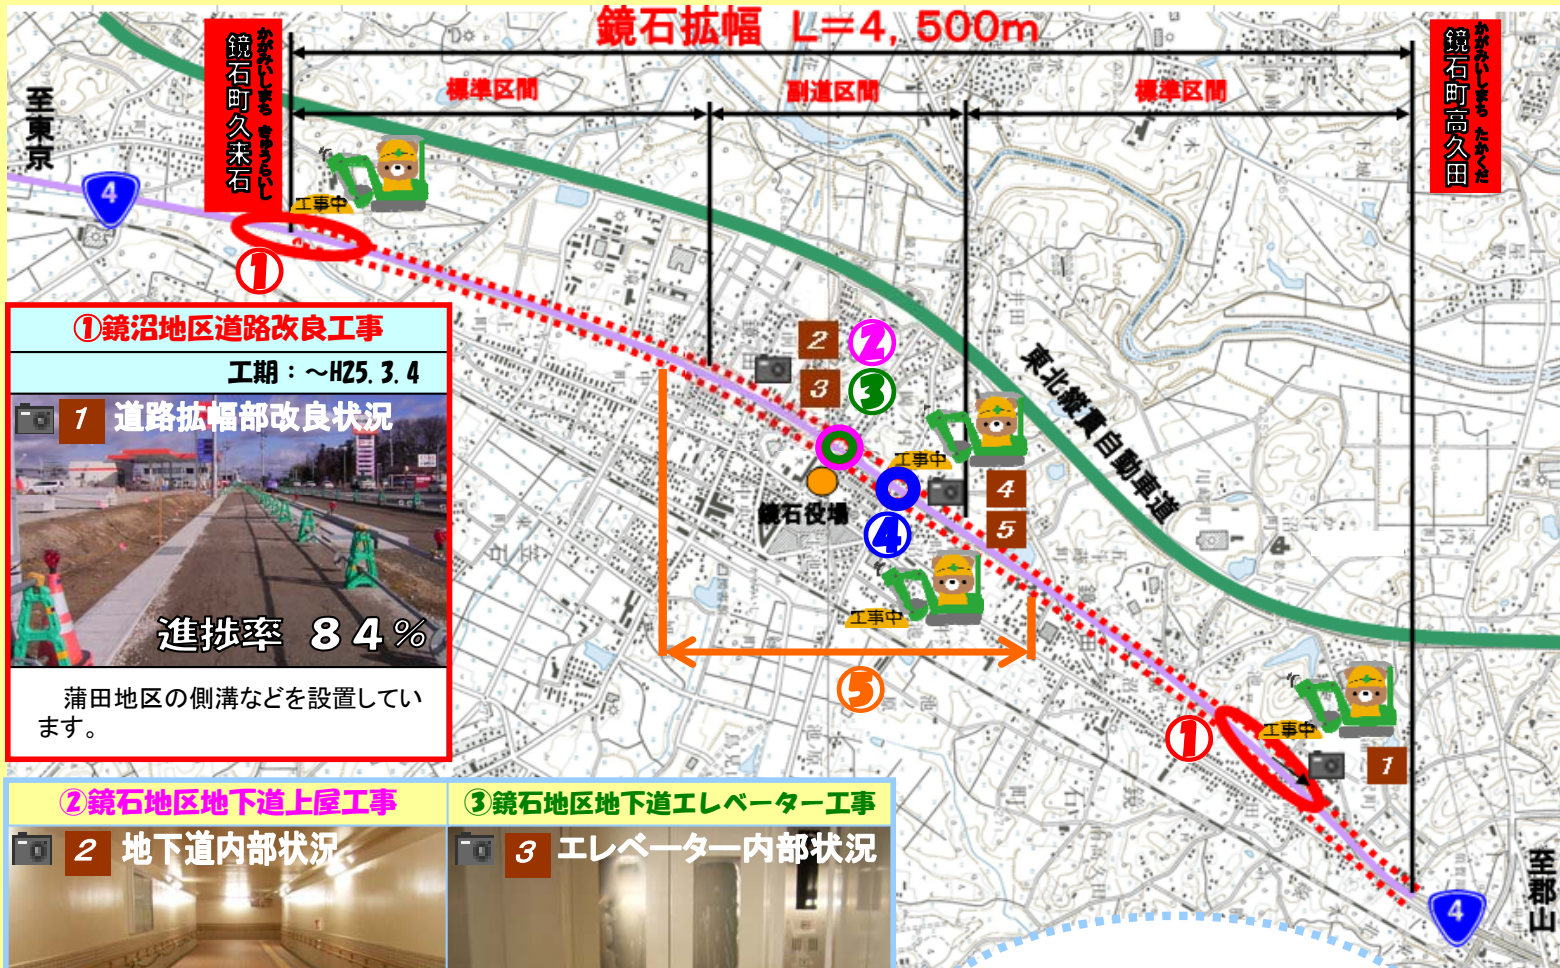 鏡石拡幅 L=4,500m
標準区間
副道区間
標準区間
至東京
鏡石町久来石
かがみいしまち きゅうらいし
鏡石町高久田
かがみいしまち たかくだ
4
工事中
①
①鏡沼地区道路改良工事
工期:~H25.3.4
1 道路拡幅部改良状況
進捗率 84%
蒲田地区の側溝などを設置してい
ます。
2 ②
3 ③
東北縦貫自動車道
工事中
鏡石役場
4
5
④
工事中
⑤
①
工事中
1
②鏡石地区地下道上屋工事
2 地下道内部状況
③鏡石地区地下道エレベーター工事
3 エレベーター内部状況
至郡山
4